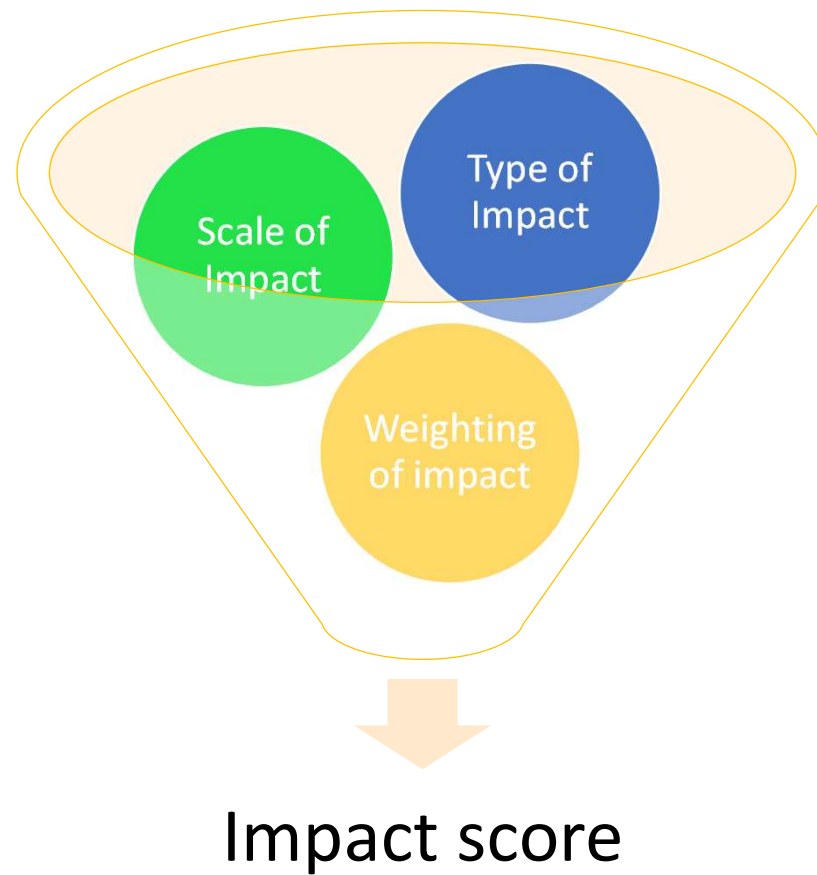 Type of
Impact
Scale of
Impact
Weighting
of impact
Impact score